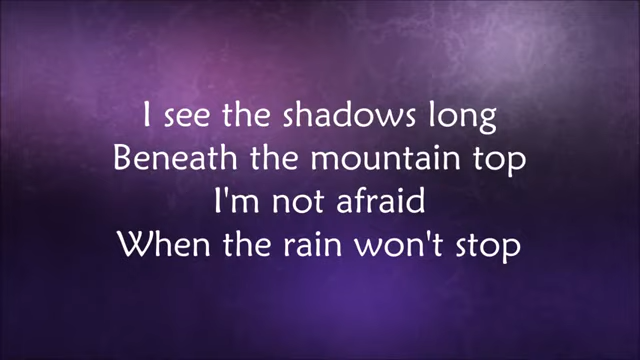 I see the shadows long
Beneath the mountain top
I'm not afraid
When the rain won't stop